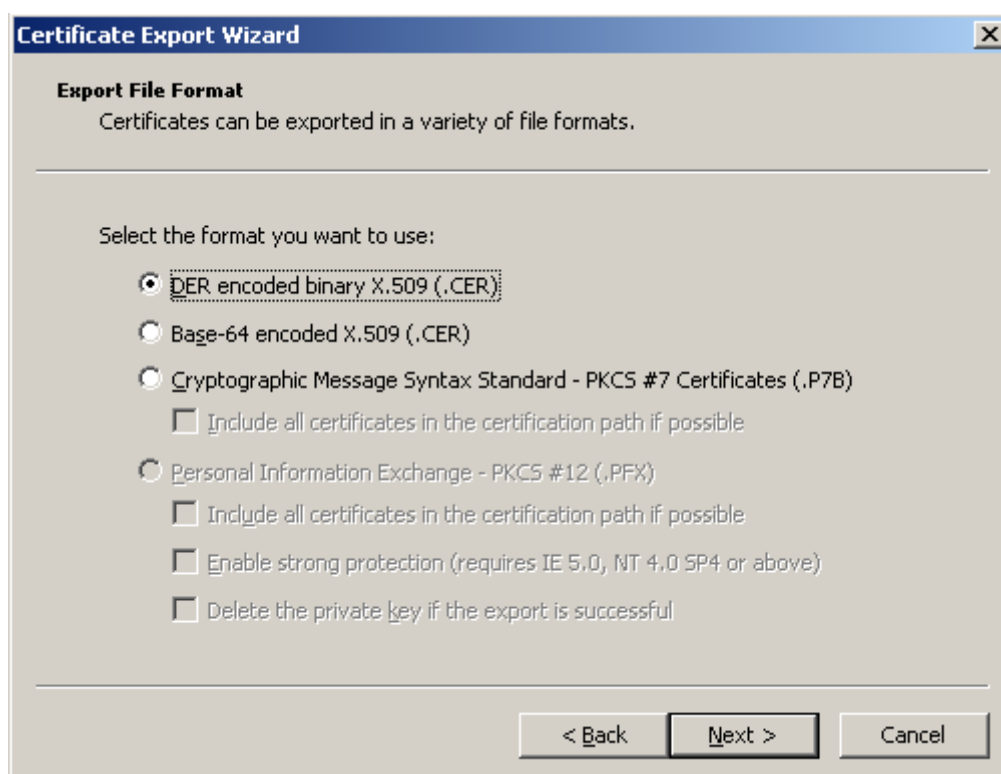 Certificate Export Wizard
Export File Format
Certificates can be exported in a variety of file formats.
Select the format you want to use:
DER encoded binary X.509 (.CER)
Base-64 encoded X.509 (.CER)
Cryptographic Message Syntax Standard - PKCS #7 Certificates (.P7B)
Include all certificates in the certification path if possible
Personal Information Exchange - PKCS #12 (.PFX)
Include all certificates in the certification path if possible
Enable strong protection (requires IE 5.0, NT 4.0 SP4 or above)
Delete the private key if the export is successful
< Back Next > Cancel